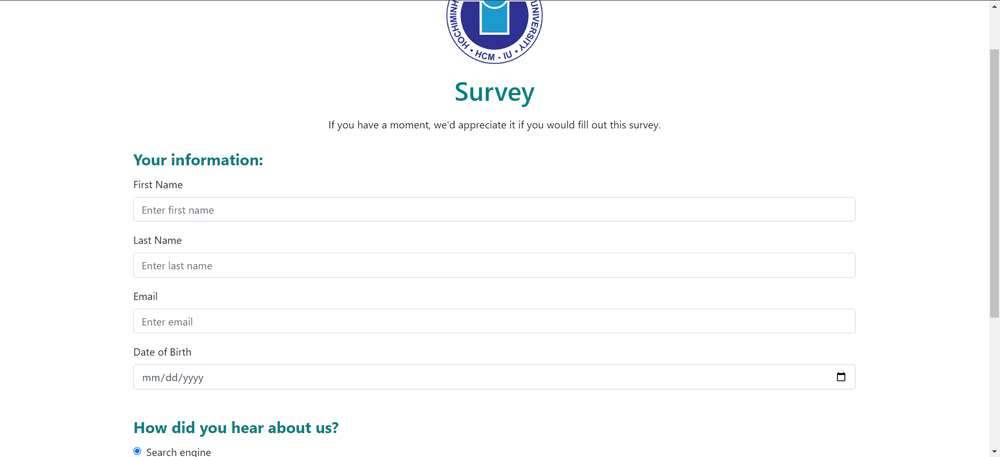 HOCHIMINH
UNIVERSITY
• HCM - IU •
Survey
If you have a moment, we'd appreciate it if you would fill out this survey.
Your information:
First Name
Enter first name
Last Name
Enter last name
Email
Enter email
Date of Birth
mm/dd/yyyy
How did you hear about us?
Search engine